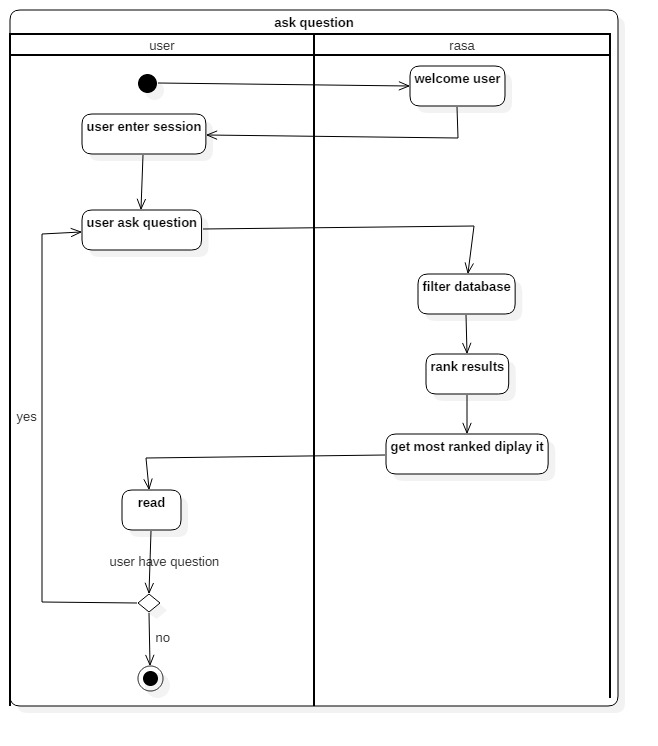 ask question
user
rasa
welcome user
user enter session
user ask question
filter database
rank results
yes
get most ranked diplay it
read
user have question
no